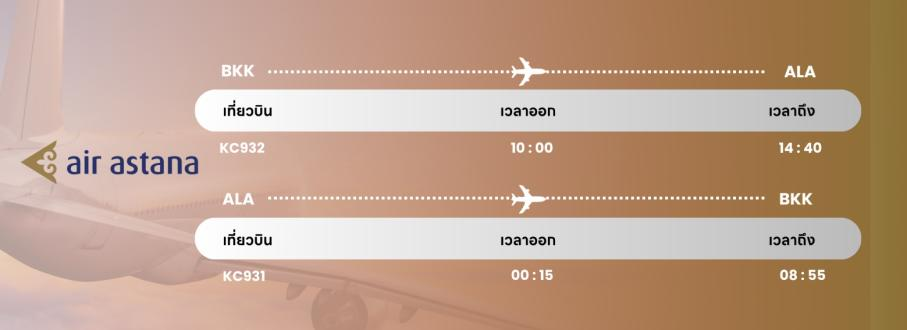 BKK ALA
เที่ยวบิน เวลาออก เวลาถึง
KC932 10 : 00 14 : 40
air astana
ALA BKK
เที่ยวบิน เวลาออก เวลาถึง
KC931 00 : 15 08 : 55